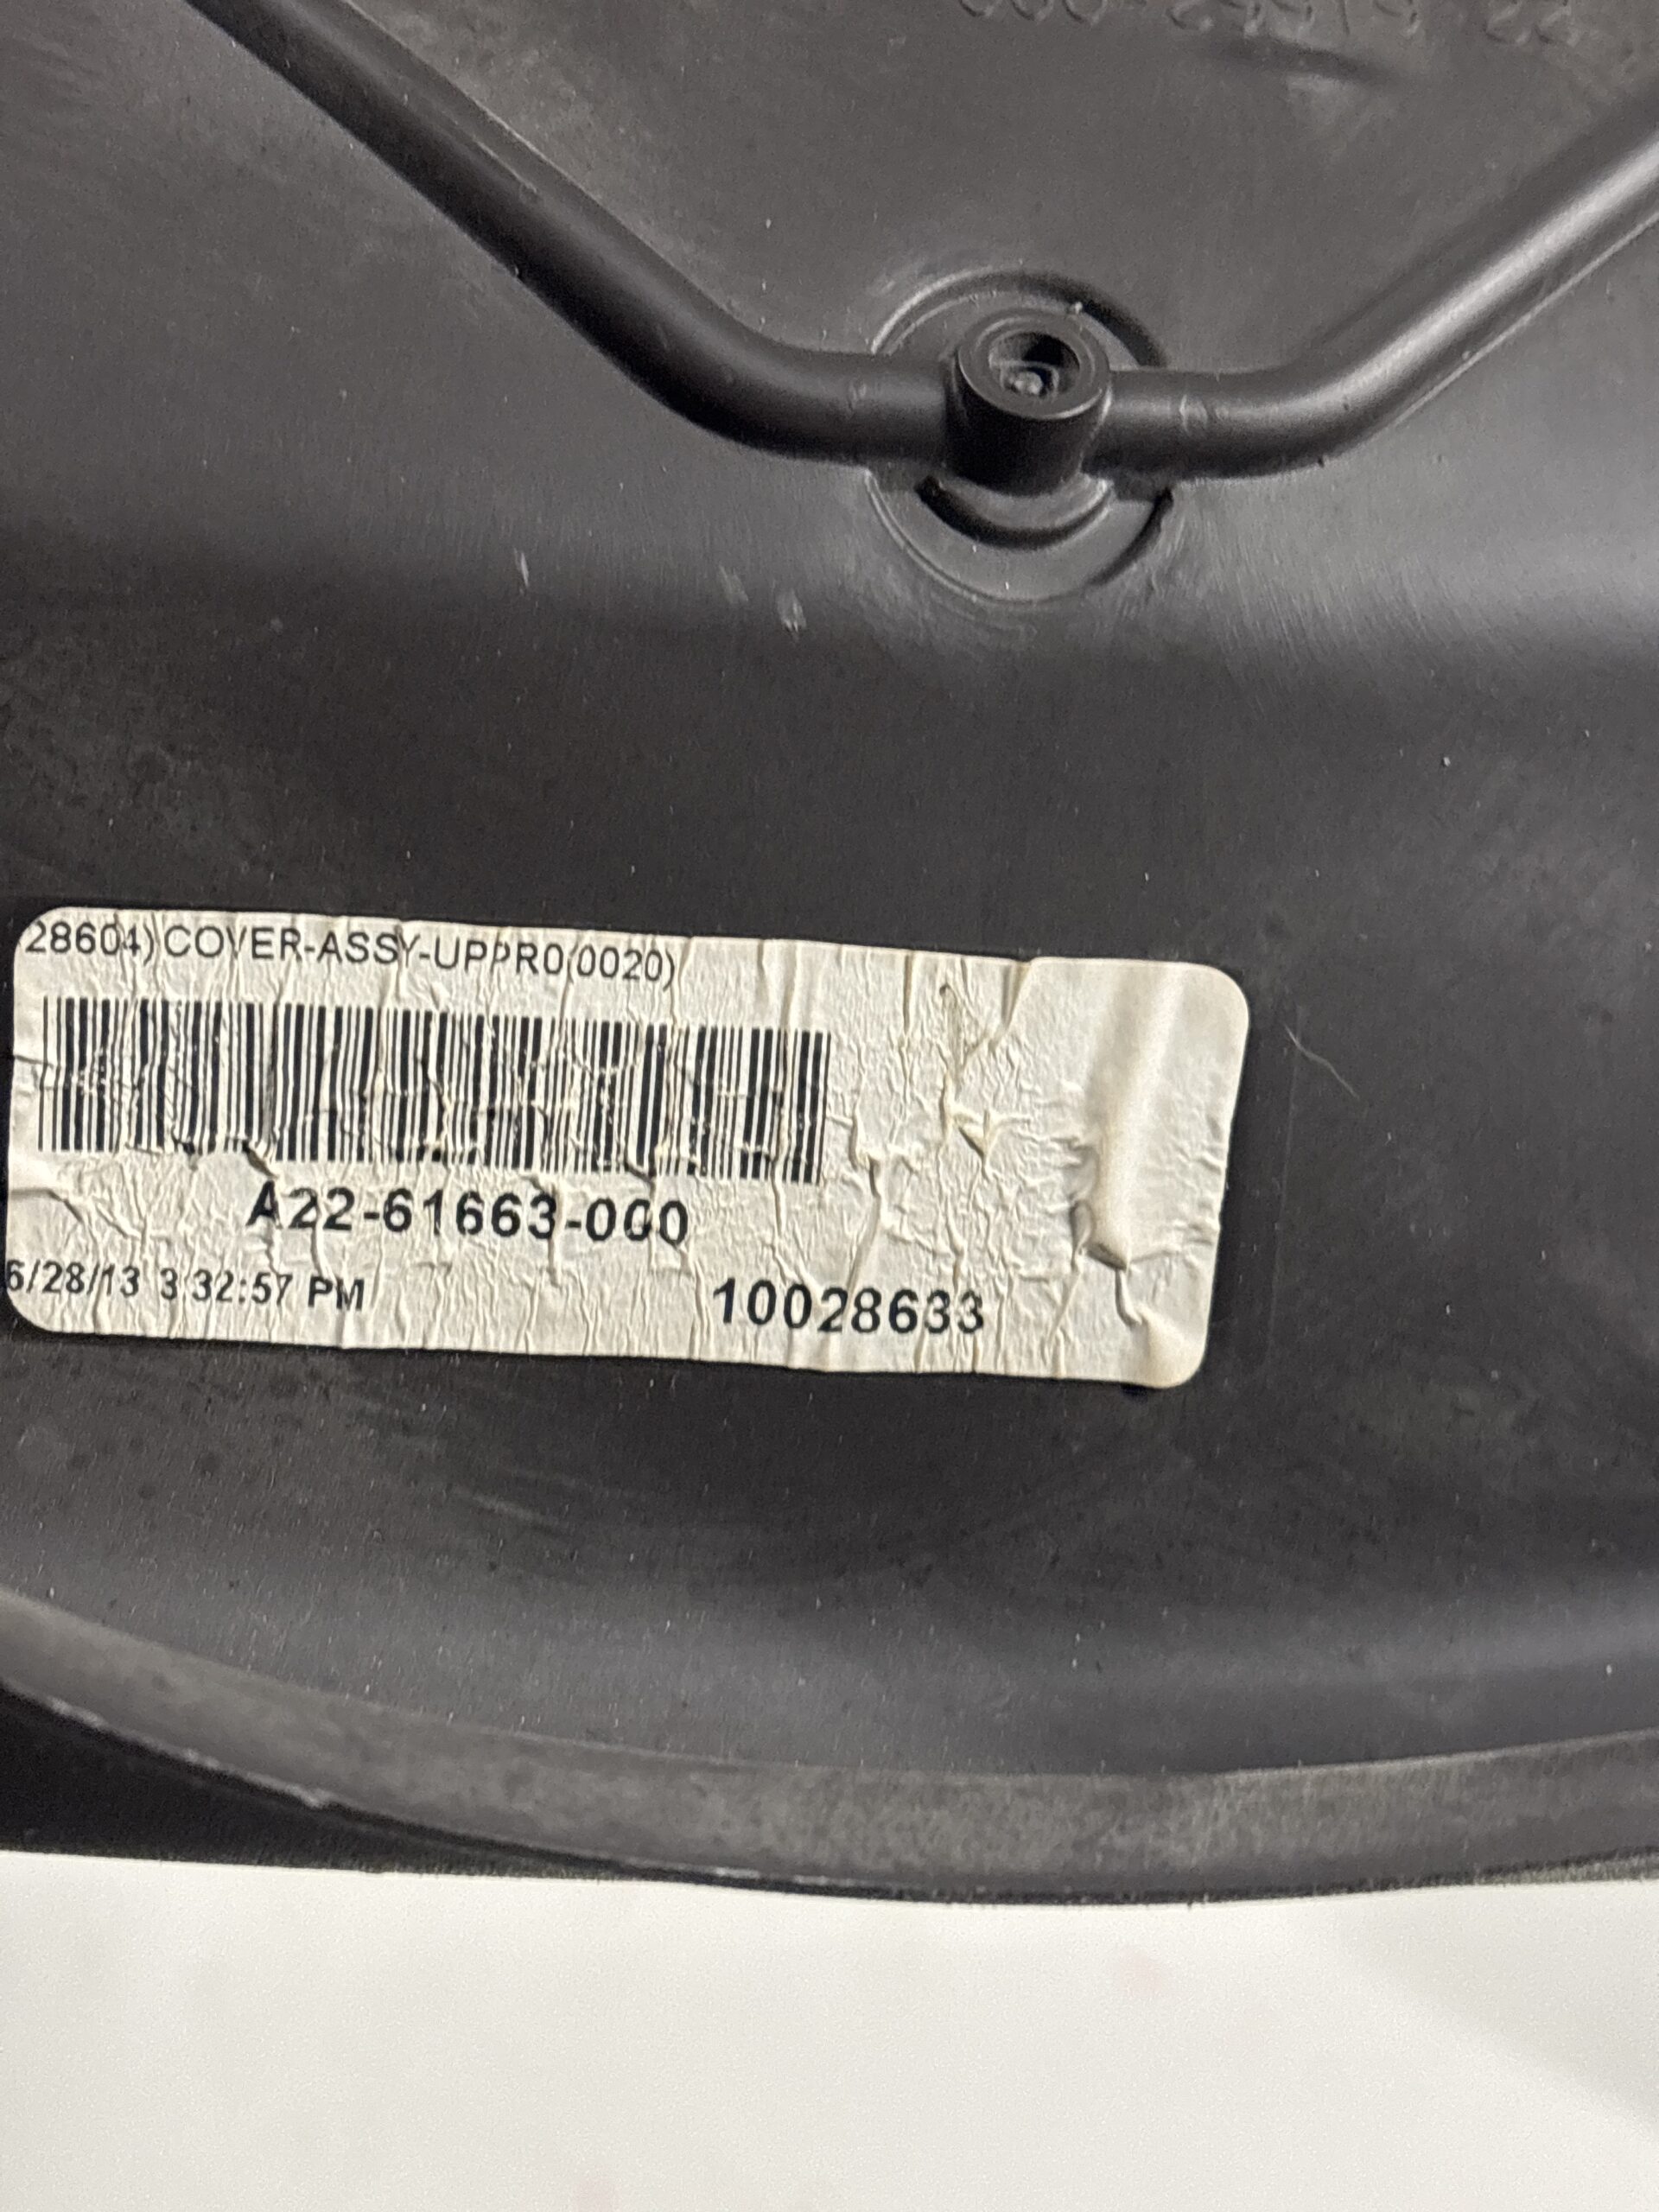 28604) COVER-ASSY-UPPR0(0020)
A22-61663-000
6/28/13 3:32:57 PM
10028633